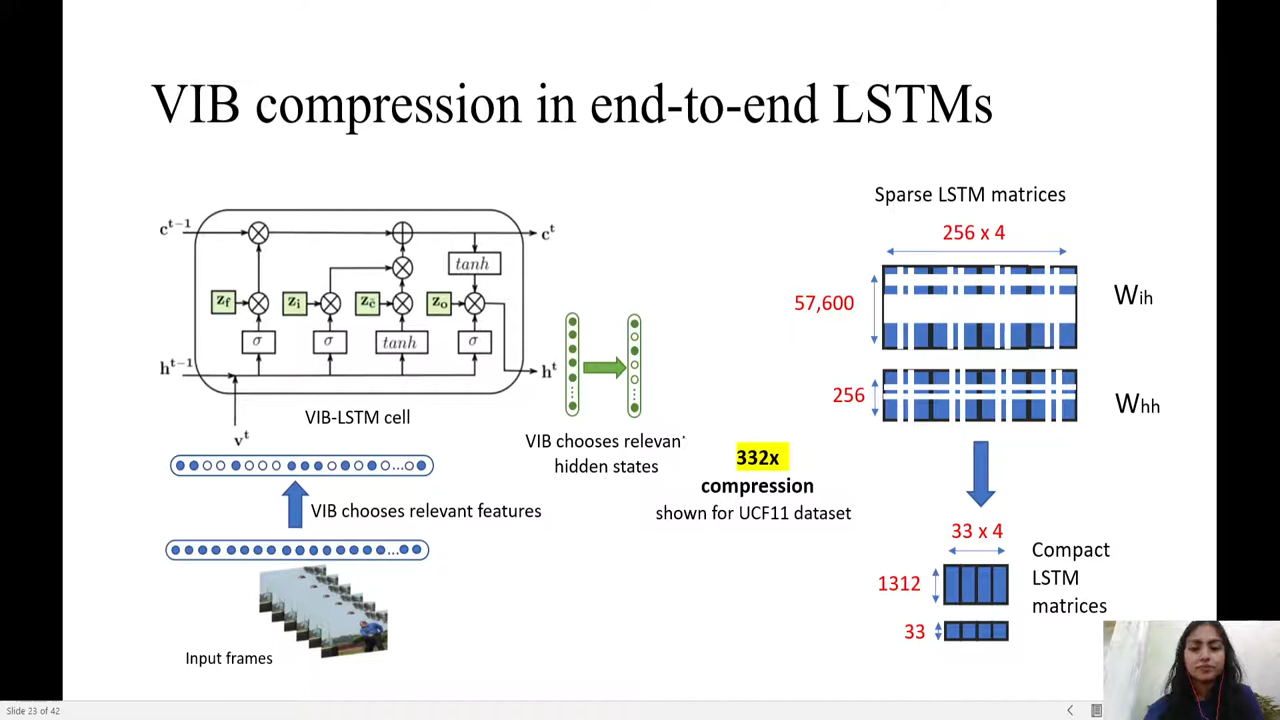 VIB compression in end-to-end LSTMs
c^t−1
c^t
tanh
z_f
z_i
z_c̄
z_o
σ
σ
tanh
σ
h^t−1
h^t
v^t
VIB-LSTM cell
VIB chooses relevan
hidden states
VIB chooses relevant features
Input frames
332x
compression
shown for UCF11 dataset
Sparse LSTM matrices
256 x 4
57,600
Wih
256
Whh
33 x 4
1312
33
Compact
LSTM
matrices
Slide 23 of 42